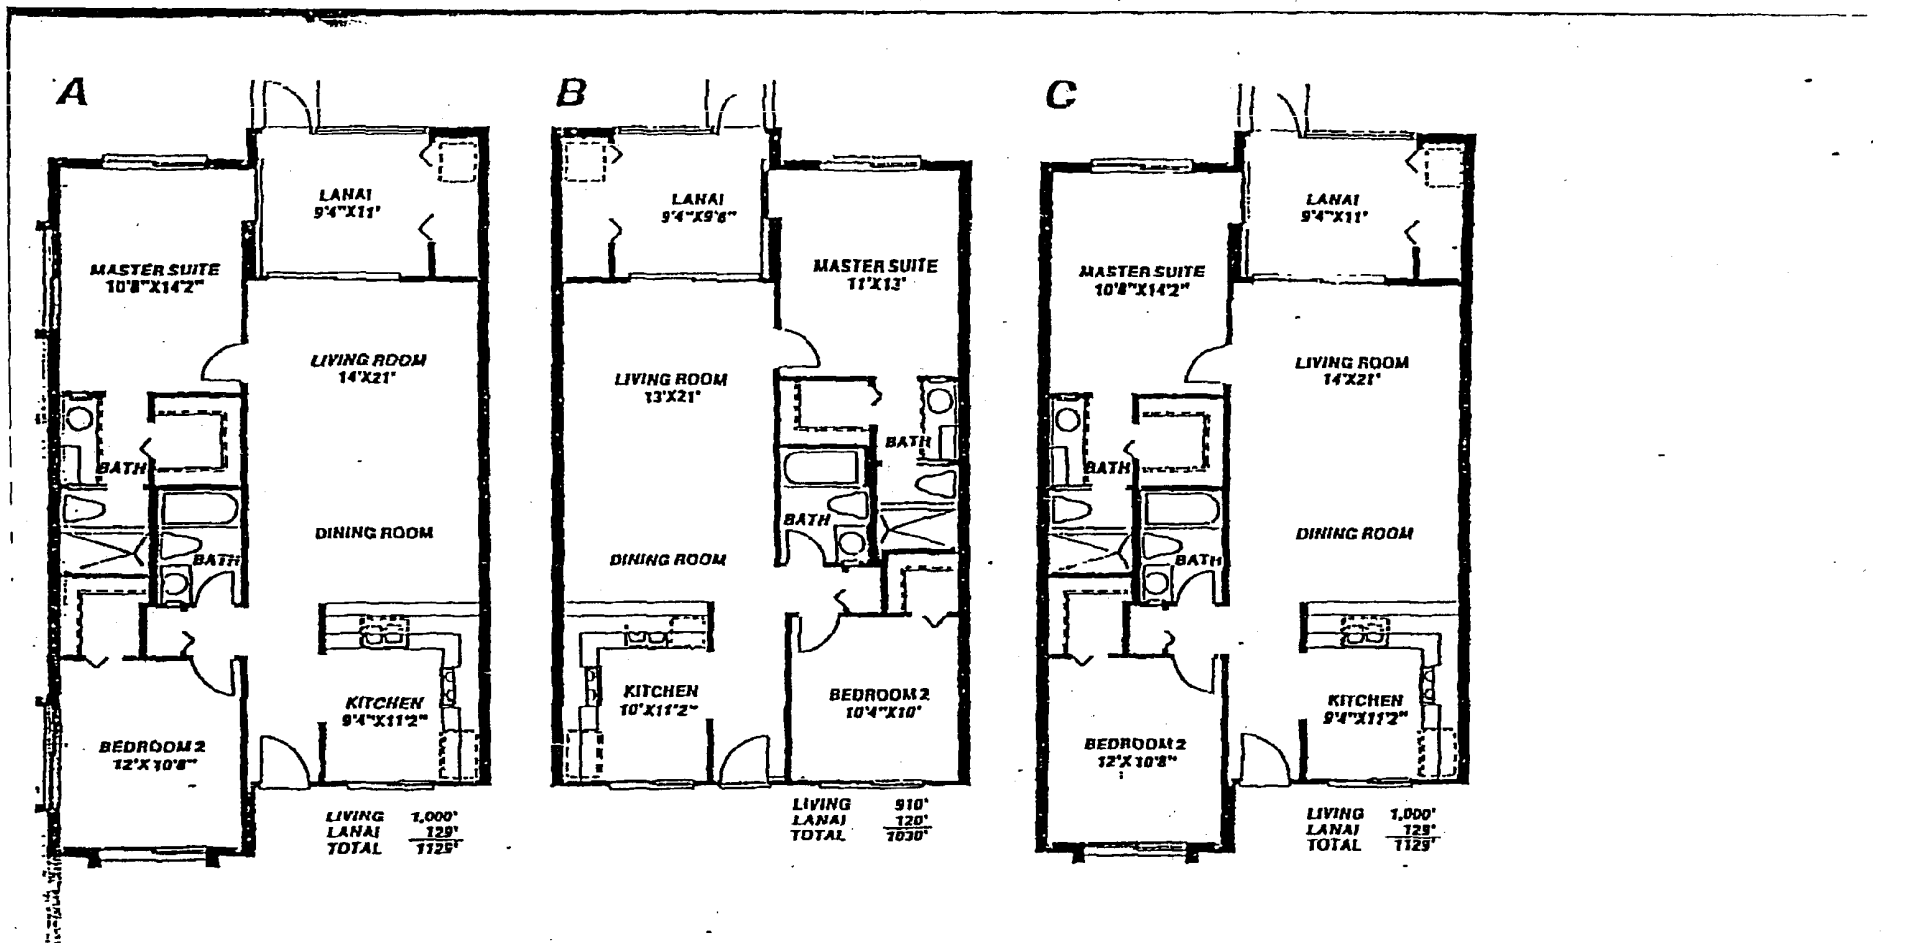 A
LANAI
9'4"X11'
MASTER SUITE
10'8"X14'2"
LIVING ROOM
14'X21'
BATH
DINING ROOM
BATH
KITCHEN
9'4"X11'2"
BEDROOM 2
12'X10'8"
LIVING 1,000'
LANAI 129'
TOTAL 1129'
B
LANAI
9'4"X9'6"
MASTER SUITE
11'X13'
LIVING ROOM
13'X21'
BATH
BATH
DINING ROOM
KITCHEN
10'X11'2"
BEDROOM 2
10'4"X10'
LIVING 910'
LANAI 120'
TOTAL 1030'
C
LANAI
9'4"X11'
MASTER SUITE
10'8"X14'2"
LIVING ROOM
14'X21'
BATH
DINING ROOM
BATH
KITCHEN
9'4"X11'2"
BEDROOM 2
12'X10'8"
LIVING 1,000'
LANAI 129'
TOTAL 1129'